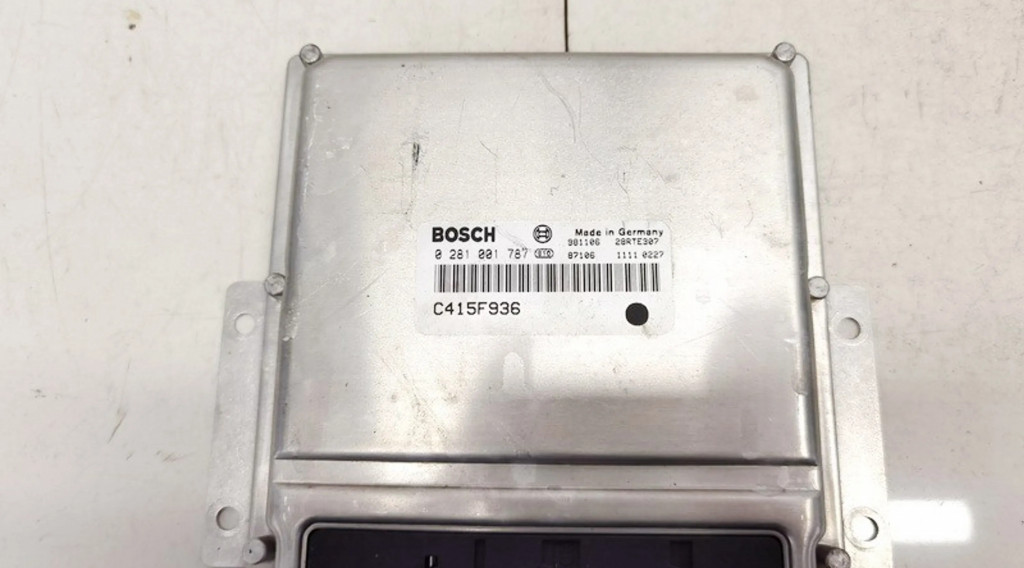 BOSCH Made in Germany
981106 28RTE307
0 281 001 787 87106 1111 0227
C415F936